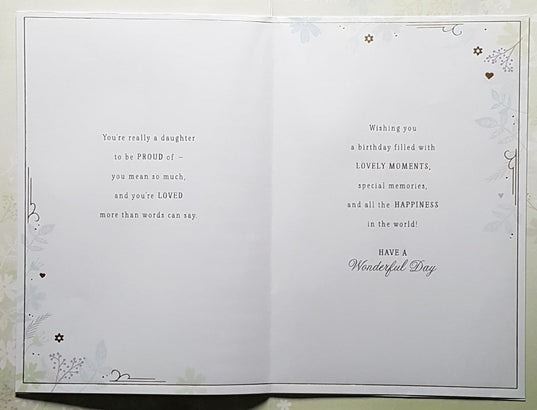 You're really a daughter
to be PROUD of –
you mean so much,
and you're LOVED
more than words can say.
Wishing you
a birthday filled with
LOVELY MOMENTS,
special memories,
and all the HAPPINESS
in the world!
HAVE A
Wonderful Day